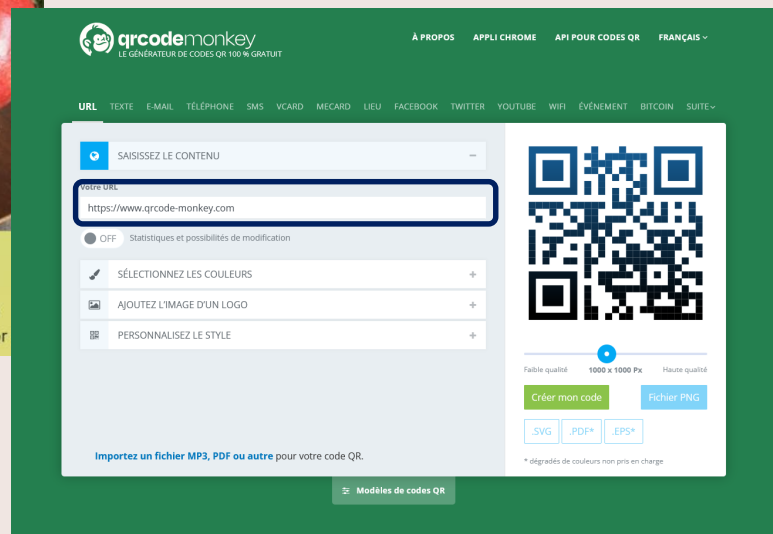 qrcodemonkey
LE GÉNÉRATEUR DE CODES QR 100 % GRATUIT
À PROPOS APPLI CHROME API POUR CODES QR FRANÇAIS
URL TEXTE E-MAIL TÉLÉPHONE SMS VCARD MECARD LIEU FACEBOOK TWITTER YOUTUBE WIFI ÉVÉNEMENT BITCOIN SUITE
SAISISSEZ LE CONTENU
Votre URL
https://www.qrcode-monkey.com
OFF Statistiques et possibilités de modification
SÉLECTIONNEZ LES COULEURS
AJOUTEZ L'IMAGE D'UN LOGO
PERSONNALISEZ LE STYLE
Importez un fichier MP3, PDF ou autre pour votre code QR.
Faible qualité 1000 x 1000 Px Haute qualité
Créer mon code Fichier PNG
.SVG .PDF* .EPS*
* dégradés de couleurs non pris en charge
Modèles de codes QR